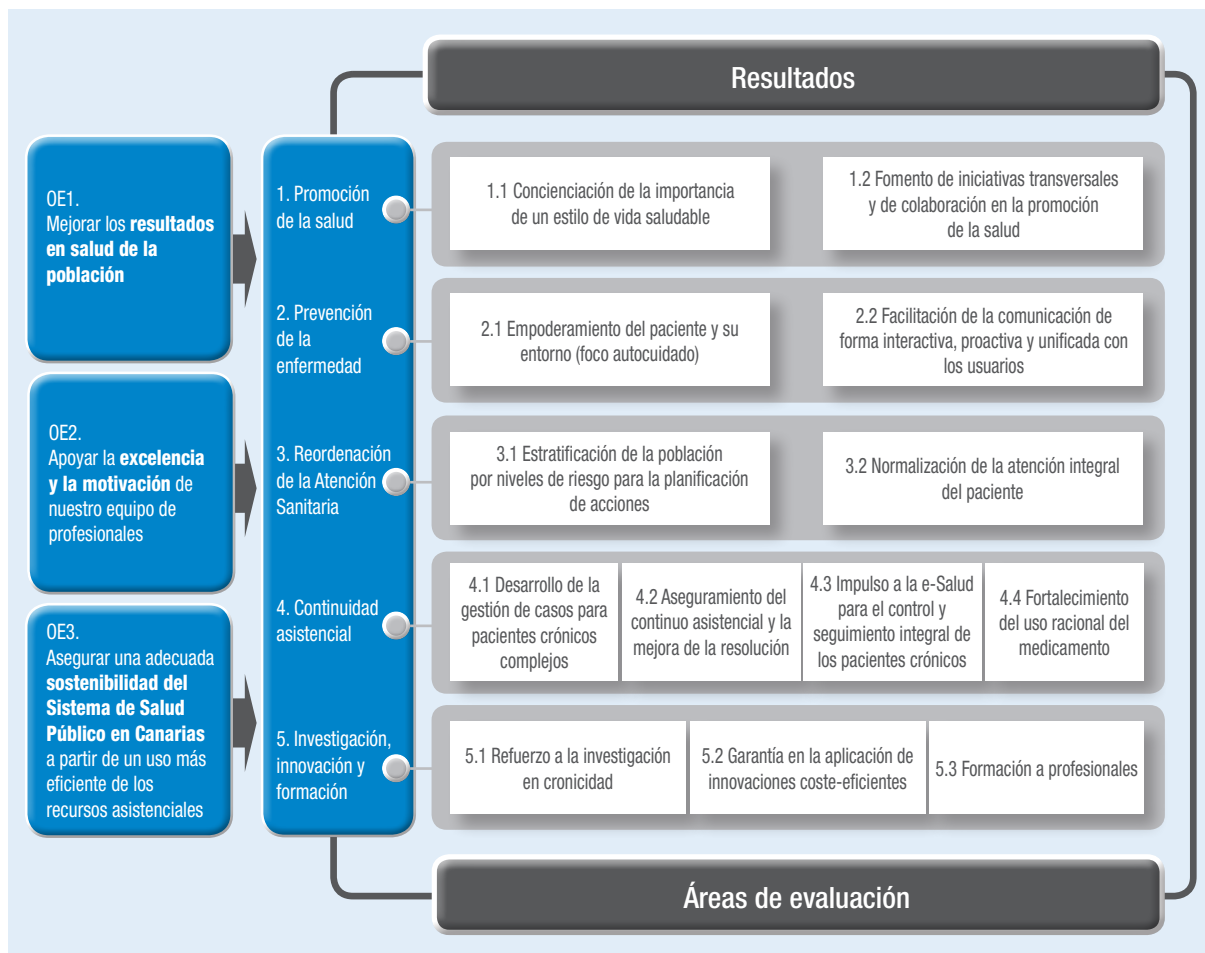 Resultados
OE1.
Mejorar los resultados
en salud de la
población
OE2.
Apoyar la excelencia
y la motivación de
nuestro equipo de
profesionales
OE3.
Asegurar una adecuada
sostenibilidad del
Sistema de Salud
Público en Canarias
a partir de un uso más
eficiente de los
recursos asistenciales
1. Promoción
de la salud
1.1 Concienciación de la importancia
de un estilo de vida saludable
1.2 Fomento de iniciativas transversales
y de colaboración en la promoción
de la salud
2. Prevención
de la
enfermedad
2.1 Empoderamiento del paciente y su
entorno (foco autocuidado)
2.2 Facilitación de la comunicación de
forma interactiva, proactiva y unificada con
los usuarios
3. Reordenación
de la Atención
Sanitaria
3.1 Estratificación de la población
por niveles de riesgo para la planificación
de acciones
3.2 Normalización de la atención integral
del paciente
4. Continuidad
asistencial
4.1 Desarrollo de la
gestión de casos para
pacientes crónicos
complejos
4.2 Aseguramiento del
continuo asistencial y la
mejora de la resolución
4.3 Impulso a la e-Salud
para el control y
seguimiento integral de
los pacientes crónicos
4.4 Fortalecimiento
del uso racional del
medicamento
5. Investigación,
innovación y
formación
5.1 Refuerzo a la investigación
en cronicidad
5.2 Garantía en la aplicación de
innovaciones coste-eficientes
5.3 Formación a profesionales
Áreas de evaluación